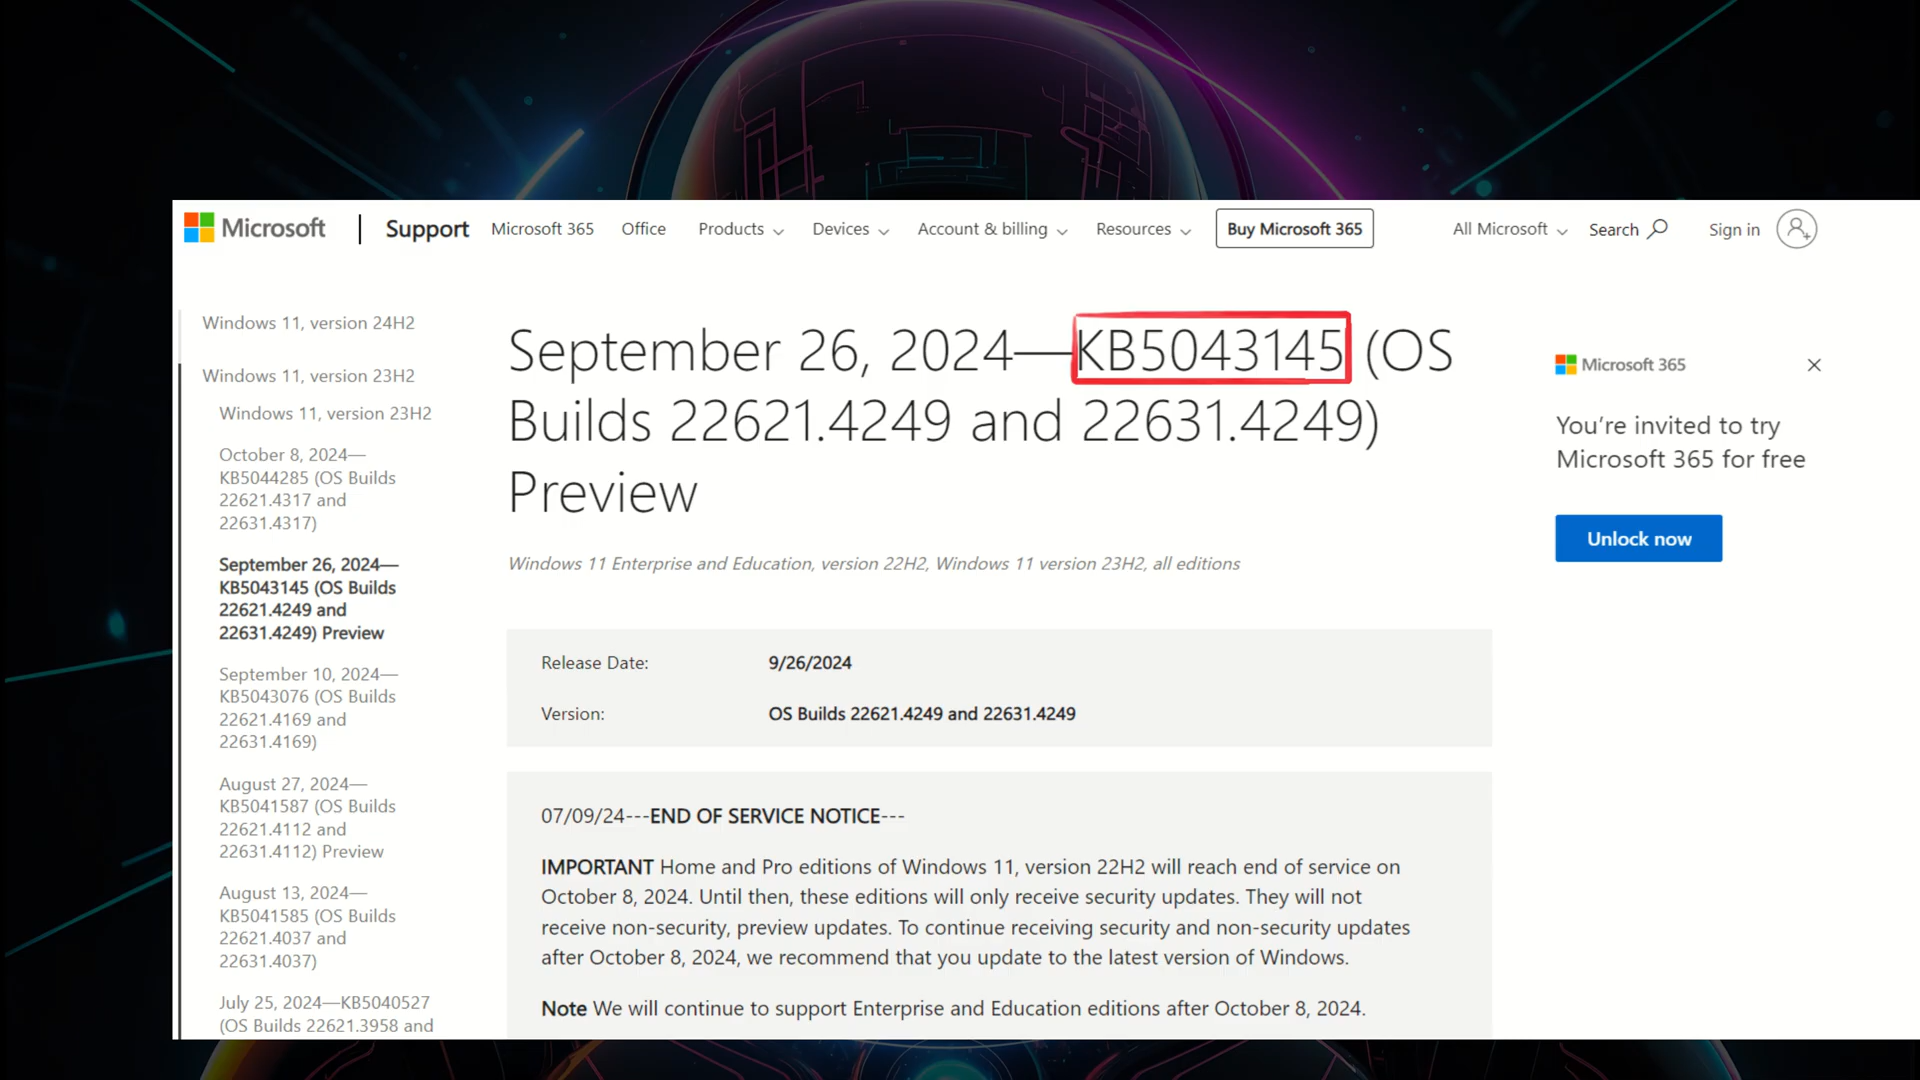 Microsoft | Support Microsoft 365 Office Products Devices Account & billing Resources Buy Microsoft 365 All Microsoft Search Sign in
Windows 11, version 24H2
Windows 11, version 23H2
Windows 11, version 23H2
October 8, 2024—
KB5044285 (OS Builds
22621.4317 and
22631.4317)
September 26, 2024—
KB5043145 (OS Builds
22621.4249 and
22631.4249) Preview
September 10, 2024—
KB5043076 (OS Builds
22621.4169 and
22631.4169)
August 27, 2024—
KB5041587 (OS Builds
22621.4112 and
22631.4112) Preview
August 13, 2024—
KB5041585 (OS Builds
22621.4037 and
22631.4037)
July 25, 2024—KB5040527
(OS Builds 22621.3958 and
September 26, 2024—KB5043145 (OS
Builds 22621.4249 and 22631.4249)
Preview
Windows 11 Enterprise and Education, version 22H2, Windows 11 version 23H2, all editions
Release Date: 9/26/2024
Version: OS Builds 22621.4249 and 22631.4249
07/09/24---END OF SERVICE NOTICE---
IMPORTANT Home and Pro editions of Windows 11, version 22H2 will reach end of service on
October 8, 2024. Until then, these editions will only receive security updates. They will not
receive non-security, preview updates. To continue receiving security and non-security updates
after October 8, 2024, we recommend that you update to the latest version of Windows.
Note We will continue to support Enterprise and Education editions after October 8, 2024.
Microsoft 365
You’re invited to try
Microsoft 365 for free
Unlock now